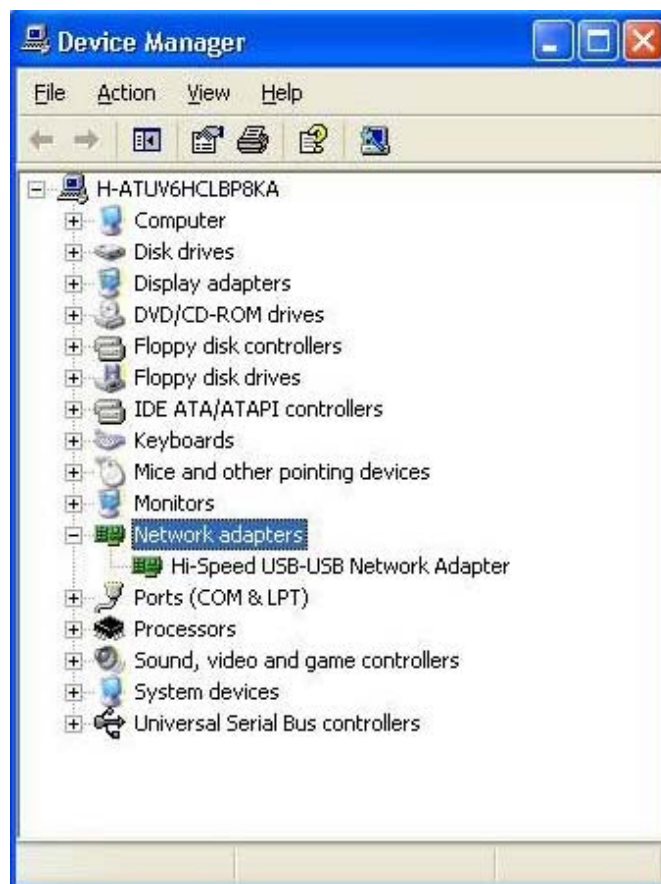 Device Manager
File Action View Help
H-ATUV6HCLBP8KA
Computer
Disk drives
Display adapters
DVD/CD-ROM drives
Floppy disk controllers
Floppy disk drives
IDE ATA/ATAPI controllers
Keyboards
Mice and other pointing devices
Monitors
Network adapters
Hi-Speed USB-USB Network Adapter
Ports (COM & LPT)
Processors
Sound, video and game controllers
System devices
Universal Serial Bus controllers